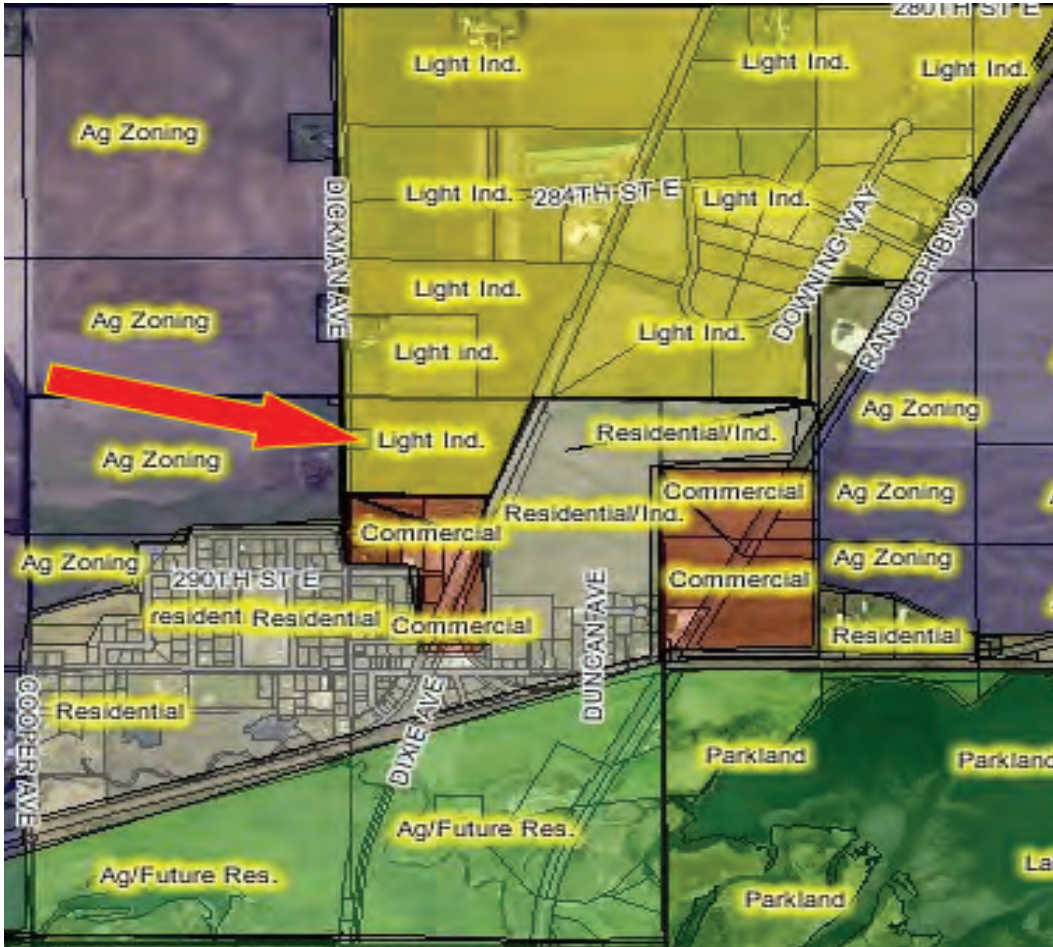 280TH ST E
Light Ind.
Light Ind.
Light Ind.
Ag Zoning
DICKMAN AVE
Light Ind.
284TH ST E
Light Ind.
DOWNING WAY
RANDOLPH BLVD
Light Ind.
Ag Zoning
Light ind.
Light Ind.
Ag Zoning
Light Ind.
Residential/Ind.
Ag Zoning
Commercial
Ag Zoning
Commercial
Residential/Ind.
Ag Zoning
Ag Zoning
290TH ST E
Commercial
resident
Residential
Commercial
DUNCAN AVE
Residential
COOPER AVE
Residential
DIXIE AVE
Parkland
Parkland
Ag/Future Res.
Ag/Future Res.
Parkland